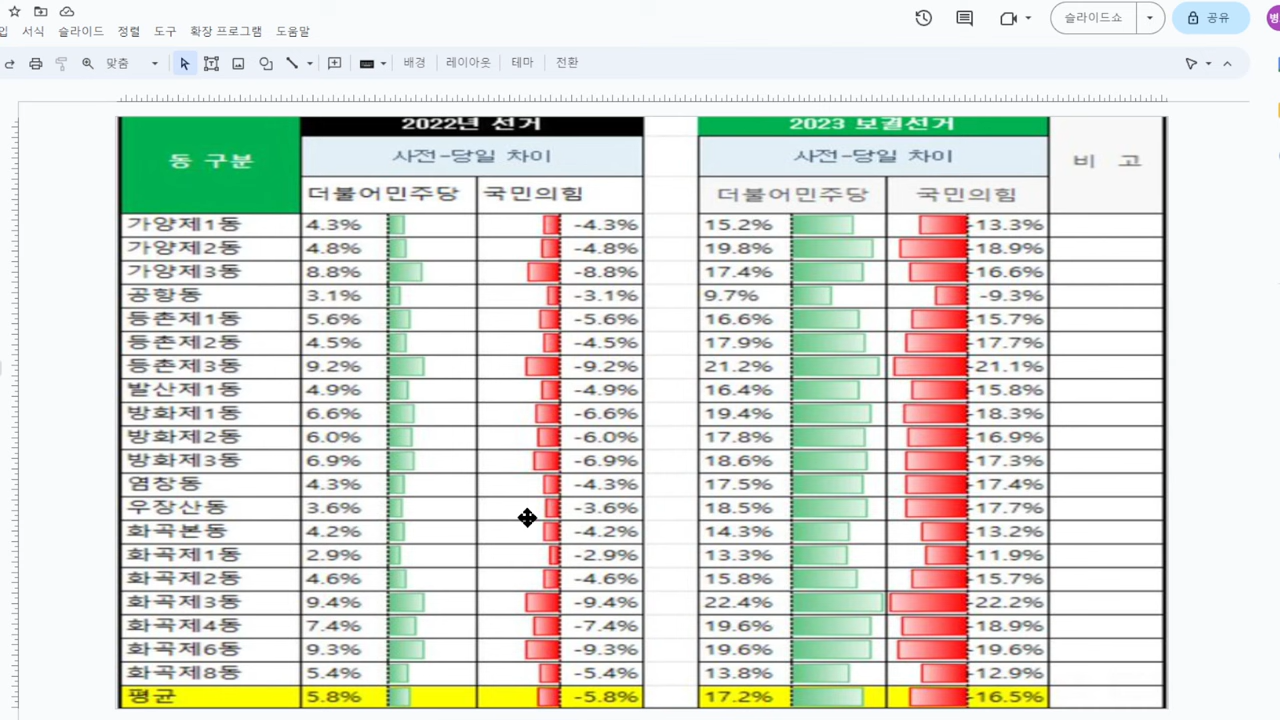 입 서식 슬라이드 정렬 도구 확장 프로그램 도움말
슬라이드쇼 공유 병
맞춤 배경 레이아웃 테마 전환
동 구분 2022년 선거 2023 보궐선거 비 고
사전-당일 차이 사전-당일 차이
더불어민주당 국민의힘 더불어민주당 국민의힘
가양제1동 4.3% -4.3% 15.2% -13.3%
가양제2동 4.8% -4.8% 19.8% -18.9%
가양제3동 8.8% -8.8% 17.4% -16.6%
공항동 3.1% -3.1% 9.7% -9.3%
등촌제1동 5.6% -5.6% 16.6% -15.7%
등촌제2동 4.5% -4.5% 17.9% -17.7%
등촌제3동 9.2% -9.2% 21.2% -21.1%
발산제1동 4.9% -4.9% 16.4% -15.8%
방화제1동 6.6% -6.6% 19.4% -18.3%
방화제2동 6.0% -6.0% 17.8% -16.9%
방화제3동 6.9% -6.9% 18.6% -17.3%
염창동 4.3% -4.3% 17.5% -17.4%
우장산동 3.6% -3.6% 18.5% -17.7%
화곡본동 4.2% -4.2% 14.3% -13.2%
화곡제1동 2.9% -2.9% 13.3% -11.9%
화곡제2동 4.6% -4.6% 15.8% -15.7%
화곡제3동 9.4% -9.4% 22.4% -22.2%
화곡제4동 7.4% -7.4% 19.6% -18.9%
화곡제6동 9.3% -9.3% 19.6% -19.6%
화곡제8동 5.4% -5.4% 13.8% -12.9%
평균 5.8% -5.8% 17.2% -16.5%